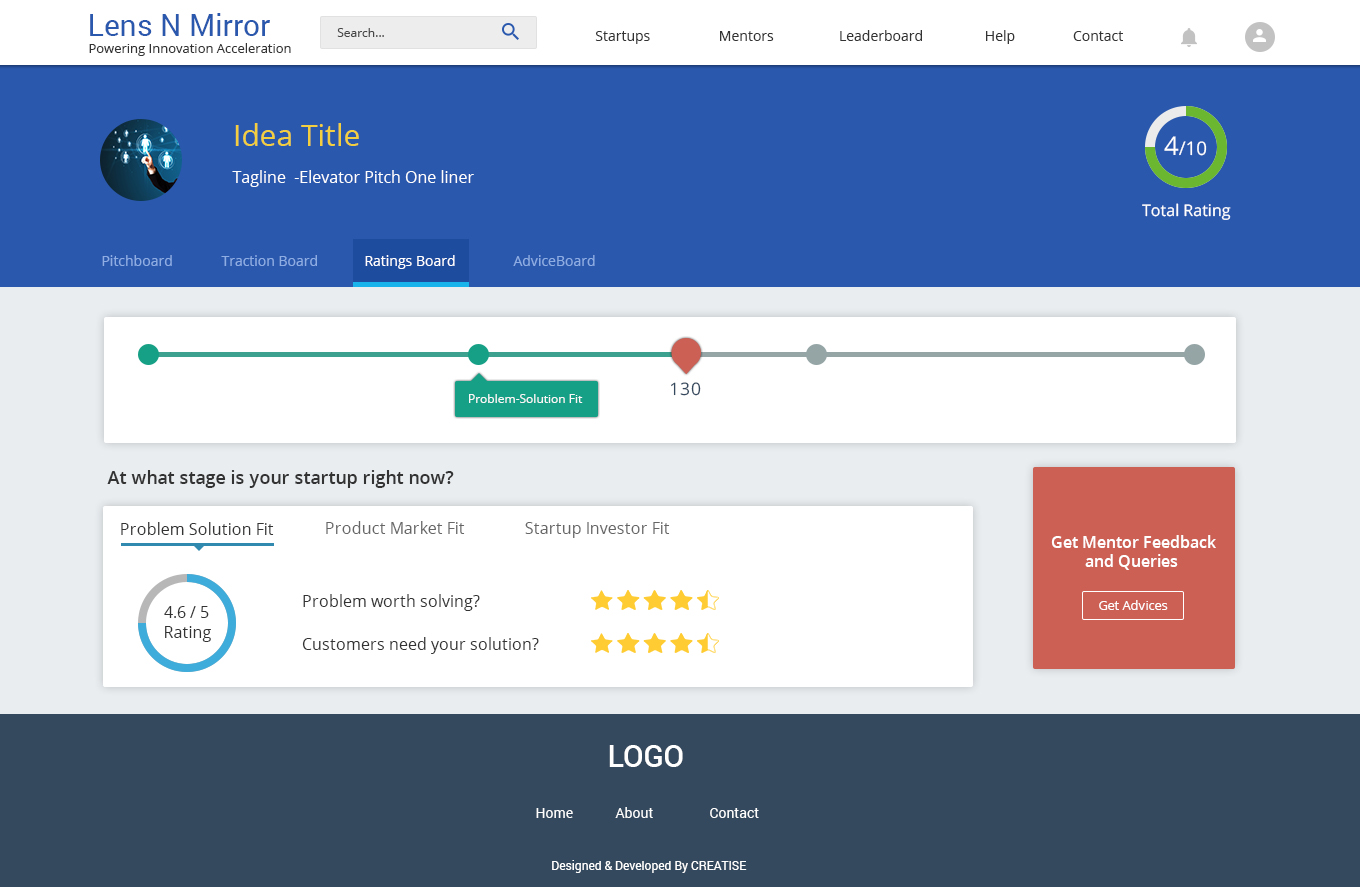 Lens N Mirror
Powering Innovation Acceleration
Search...
Startups
Mentors
Leaderboard
Help
Contact
Idea Title
Tagline -Elevator Pitch One liner
4/10
Total Rating
Pitchboard
Traction Board
Ratings Board
AdviceBoard
Problem-Solution Fit
130
At what stage is your startup right now?
Problem Solution Fit
Product Market Fit
Startup Investor Fit
4.6 / 5
Rating
Problem worth solving?
Customers need your solution?
Get Mentor Feedback
and Queries
Get Advices
LOGO
Home
About
Contact
Designed & Developed By CREATISE